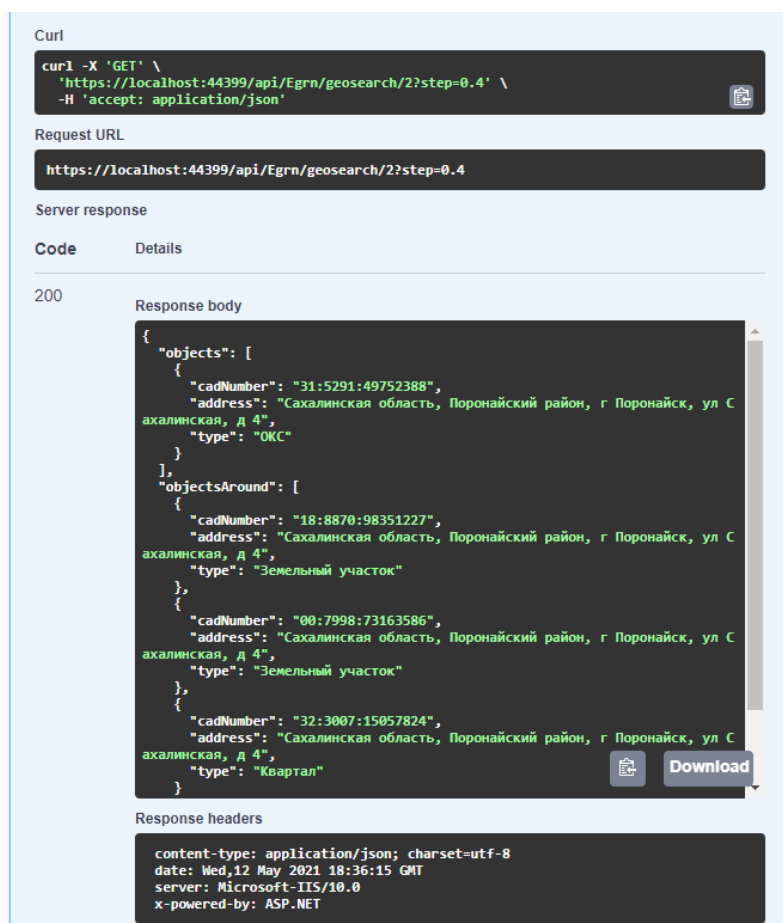 Curl
curl -X 'GET' \
  'https://localhost:44399/api/Egrn/geosearch/2?step=0.4' \
  -H 'accept: application/json'
Request URL
https://localhost:44399/api/Egrn/geosearch/2?step=0.4
Server response
Code Details
200
Response body
{
  "objects": [
    {
      "cadNumber": "31:5291:49752388",
      "address": "Сахалинская область, Поронайский район, г Поронайск, ул С
ахалинская, д 4",
      "type": "ОКС"
    }
  ],
  "objectsAround": [
    {
      "cadNumber": "18:8870:98351227",
      "address": "Сахалинская область, Поронайский район, г Поронайск, ул С
ахалинская, д 4",
      "type": "Земельный участок"
    },
    {
      "cadNumber": "00:7998:73163586",
      "address": "Сахалинская область, Поронайский район, г Поронайск, ул С
ахалинская, д 4",
      "type": "Земельный участок"
    },
    {
      "cadNumber": "32:3007:15057824",
      "address": "Сахалинская область, Поронайский район, г Поронайск, ул С
ахалинская, д 4",
      "type": "Квартал"
    }
Download
Response headers
content-type: application/json; charset=utf-8
date: Wed,12 May 2021 18:36:15 GMT
server: Microsoft-IIS/10.0
x-powered-by: ASP.NET